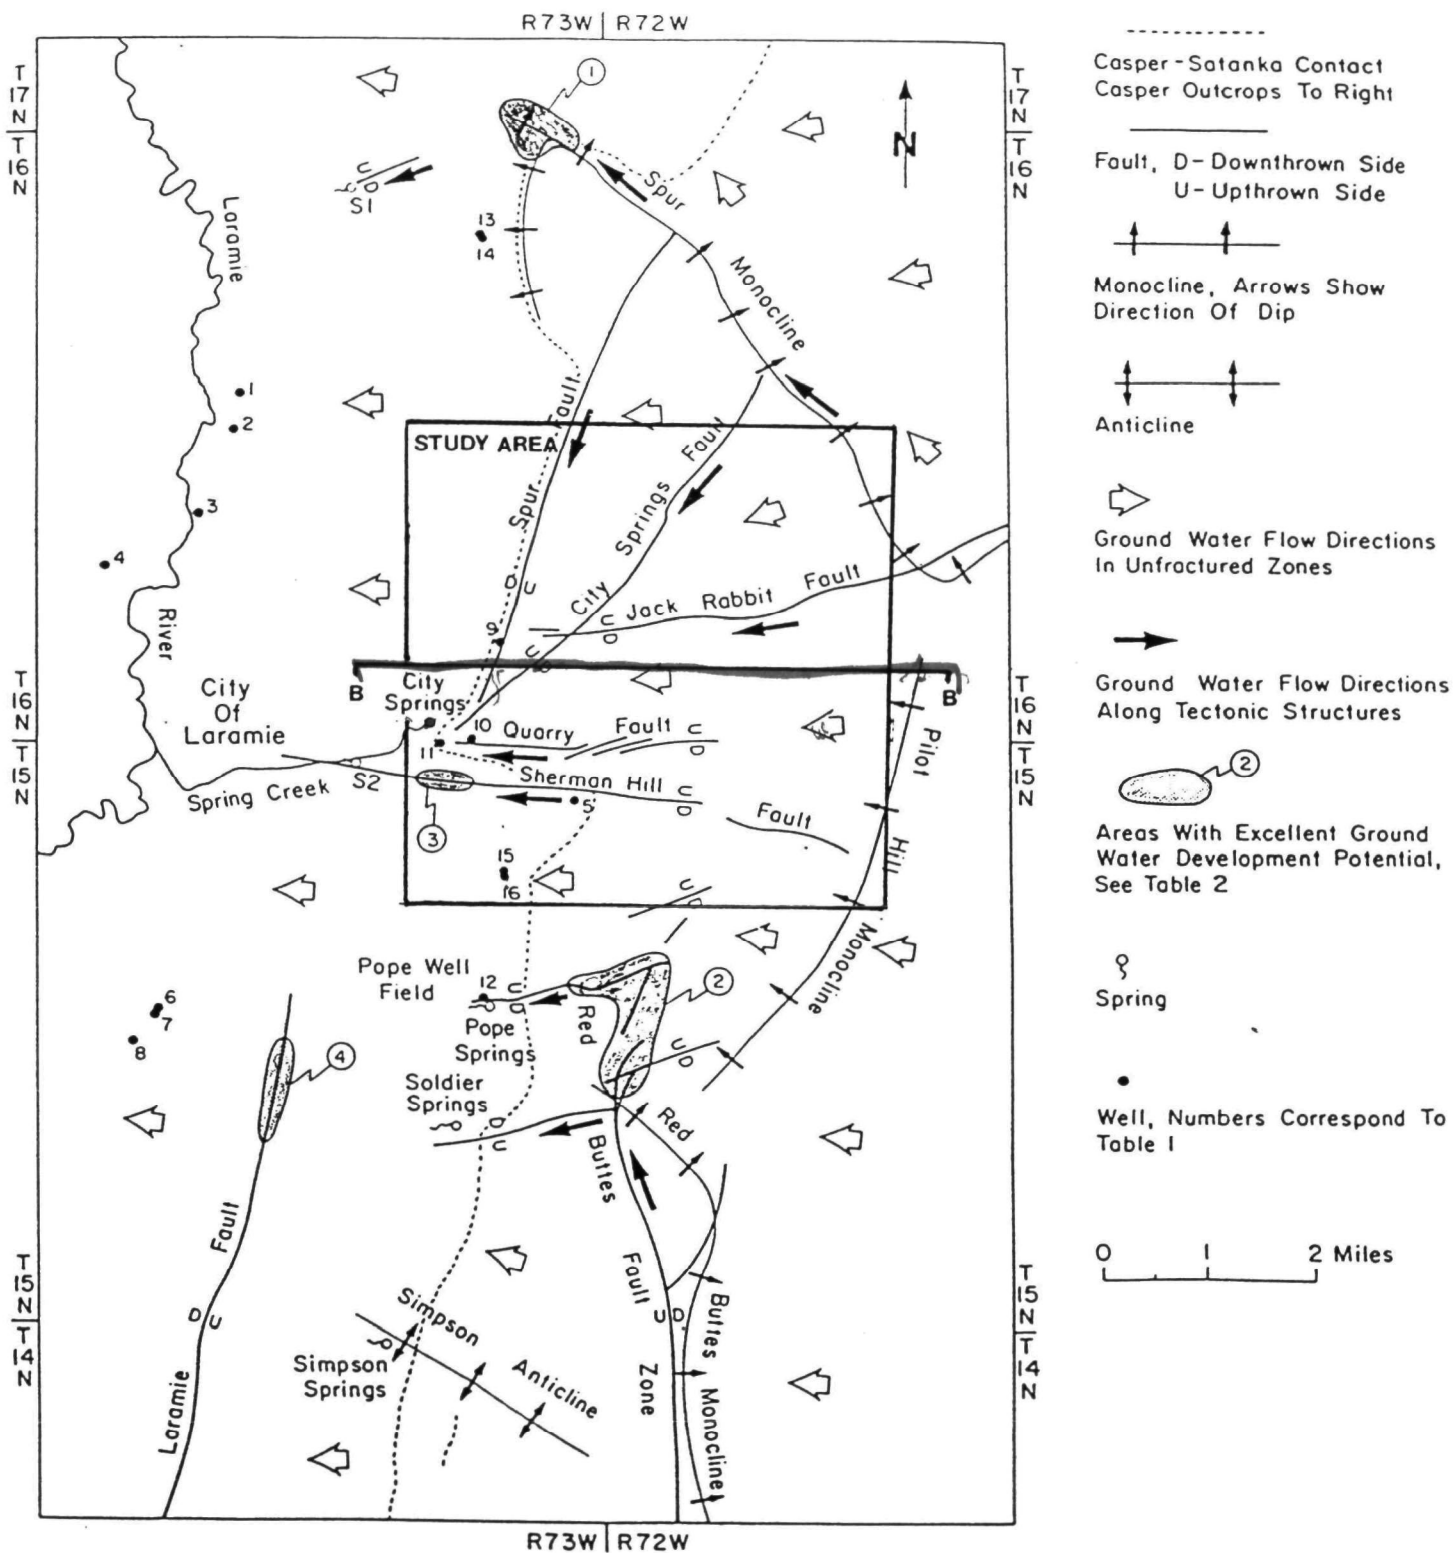 R73W R72W
T
17
N
T
16
N
T
17
N
T
16
N
1
N
Spur
U
D
S1
Laramie
13
14
Monocline
1
2
3
4
Spur Fault
STUDY AREA
City Springs Fault
D U
Jack Rabbit Fault
U
D
9
U
D
River
B
B'
City
Springs
City
Of
Laramie
T
16
N
T
15
N
T
16
N
T
15
N
10
11
Quarry Fault
U
D
Pilot Hill Monocline
S2
Spring Creek
Sherman Hill
U
D
Fault
5
3
15
16
U
D
Pope Well
Field
12
U
D
Pope
Springs
Red
2
U
D
6
7
8
4
Soldier
Springs
D
U
Buttes
Red
Fault
U D
Buttes
Zone
Monocline
Fault
D U
Laramie
Simpson
Anticline
Simpson
Springs
T
15
N
T
14
N
T
15
N
T
14
N
R73W R72W
Casper-Satanka Contact
Casper Outcrops To Right
Fault, D-Downthrown Side
U-Upthrown Side
Monocline, Arrows Show
Direction Of Dip
Anticline
Ground Water Flow Directions
In Unfractured Zones
Ground Water Flow Directions
Along Tectonic Structures
2
Areas With Excellent Ground
Water Development Potential,
See Table 2
Spring
Well, Numbers Correspond To
Table 1
0 1 2 Miles